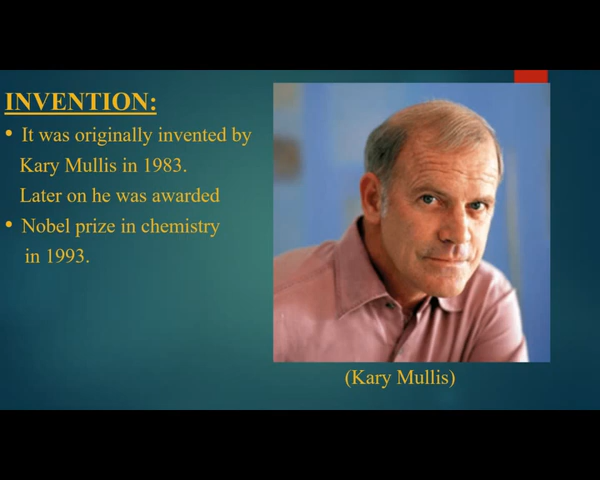 INVENTION:
• It was originally invented by
Kary Mullis in 1983.
Later on he was awarded
• Nobel prize in chemistry
in 1993.
(Kary Mullis)